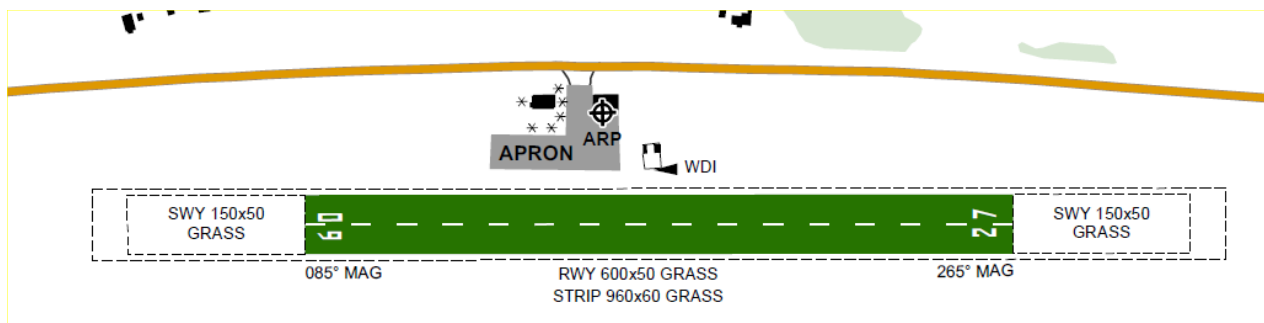 ARP
APRON
WDI
SWY 150x50
GRASS
09
27
SWY 150x50
GRASS
085° MAG
RWY 600x50 GRASS
265° MAG
STRIP 960x60 GRASS